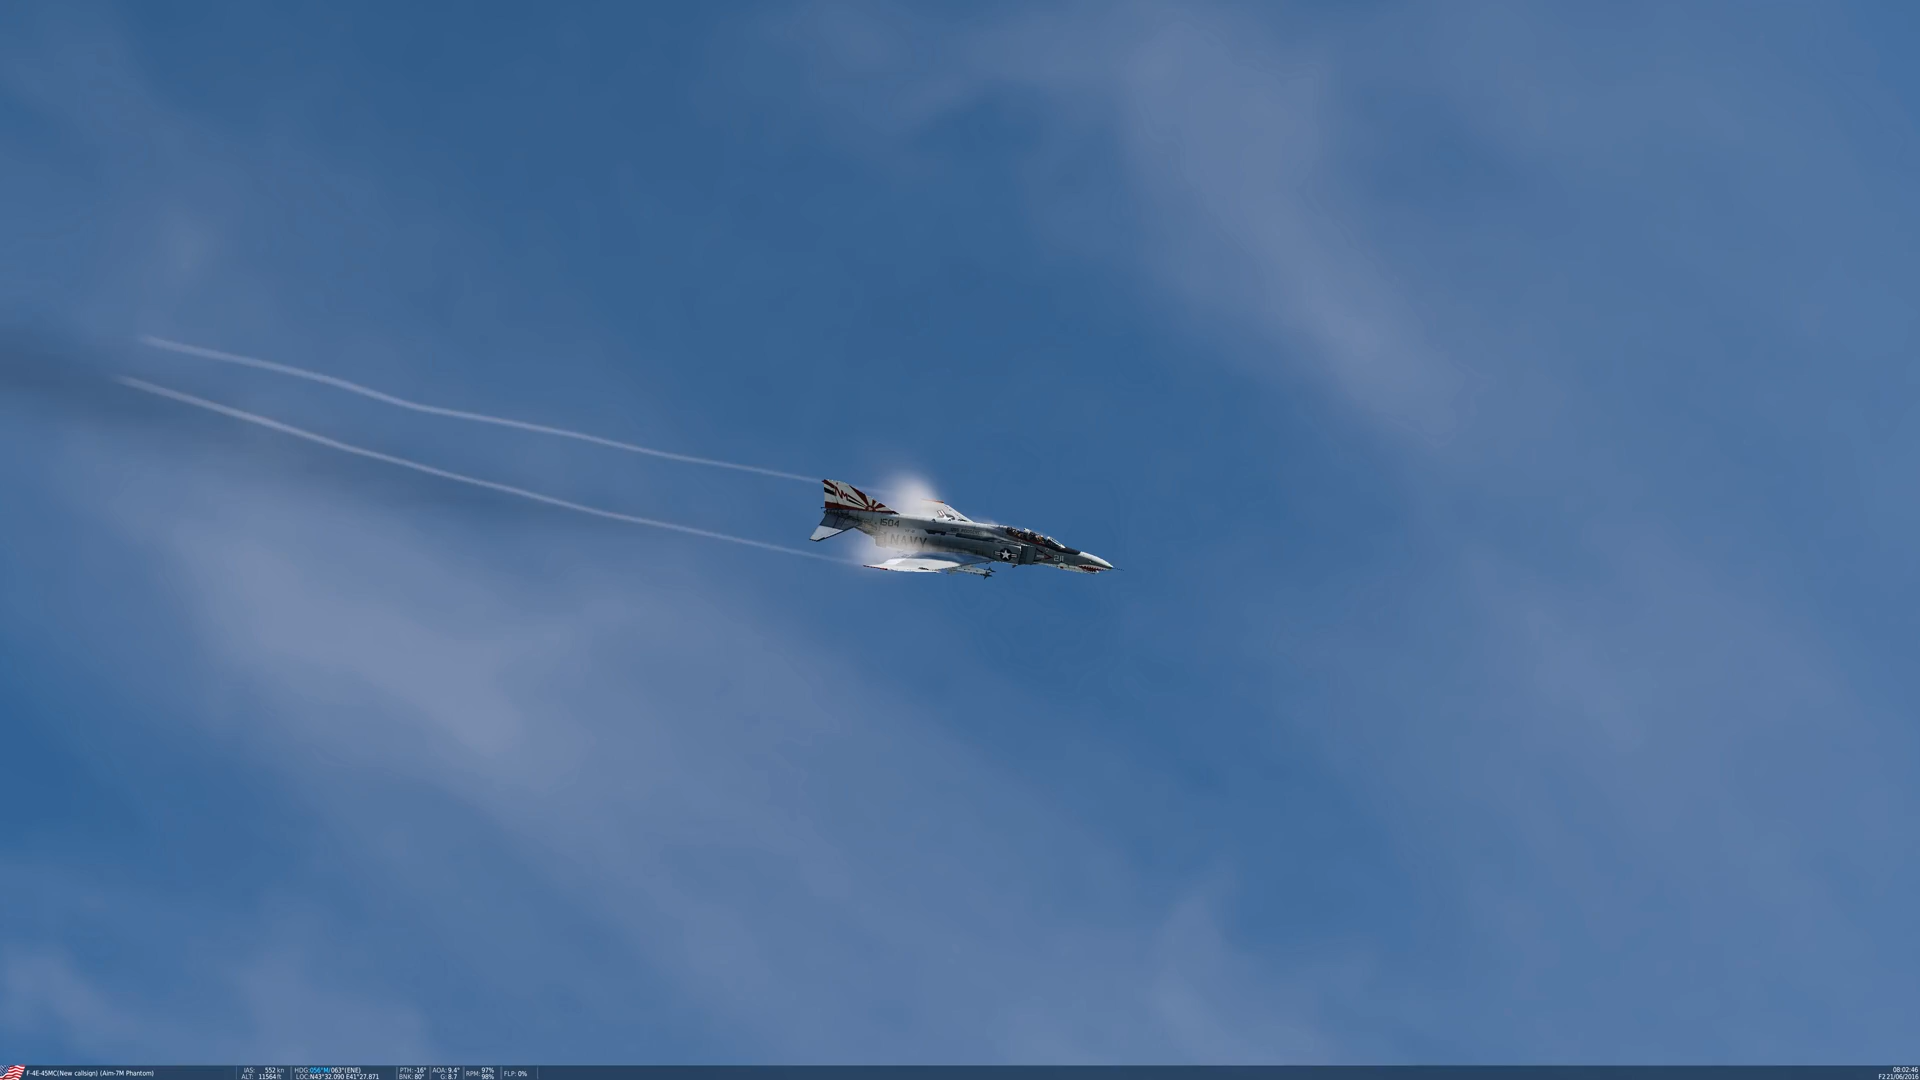 NM
1504
NAVY
F-4E-45MC(New callsign) (Aim-7M Phantom)
IAS: 552 kn
ALT: 11564 ft
HDG:056°M/063°(ENE)
LOC:N43°32.090 E41°27.871
PTH: -16°
BNK: 80°
AOA: 9.4°
G: 8.7
RPM: 97%
98%
FLP: 0%
08:02:46
F2 21/06/2016